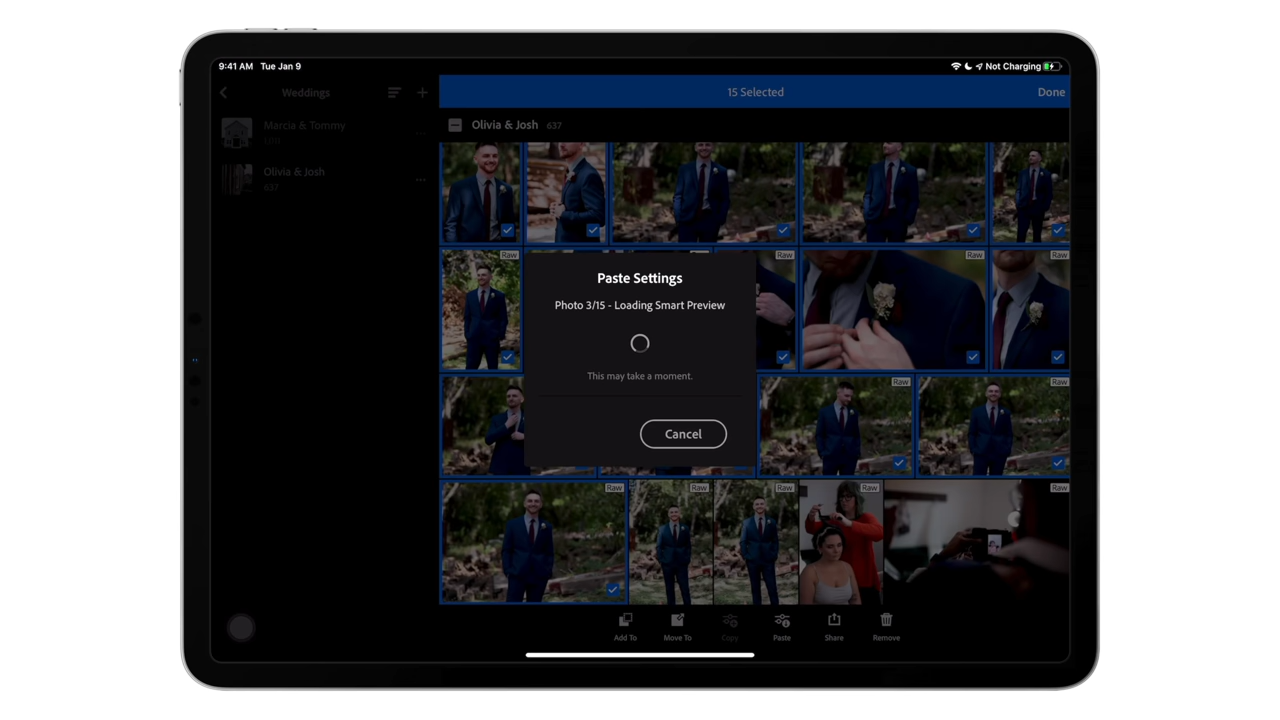 9:41 AM Tue Jan 9
Not Charging
Weddings
15 Selected
Done
Marcia & Tommy
Olivia & Josh
637
Olivia & Josh 637
Raw
Raw
Raw
Raw
Raw
Paste Settings
Photo 3/15 - Loading Smart Preview
This may take a moment.
Cancel
Raw
Raw
Raw
Raw
Raw
Raw
Raw
Add To
Move To
Copy
Paste
Share
Remove